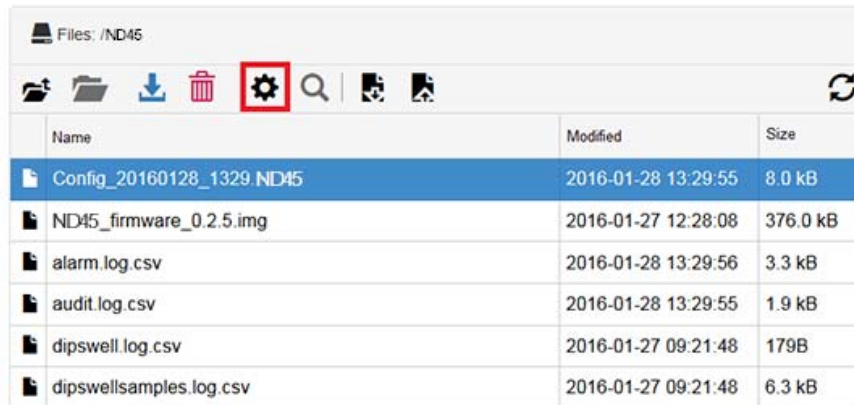 Files: /ND45
Name Modified Size
Config_20160128_1329.ND45 2016-01-28 13:29:55 8.0 kB
ND45_firmware_0.2.5.img 2016-01-27 12:28:08 376.0 kB
alarm.log.csv 2016-01-28 13:29:56 3.3 kB
audit.log.csv 2016-01-28 13:29:55 1.9 kB
dipswell.log.csv 2016-01-27 09:21:48 179B
dipswellsamples.log.csv 2016-01-27 09:21:48 6.3 kB